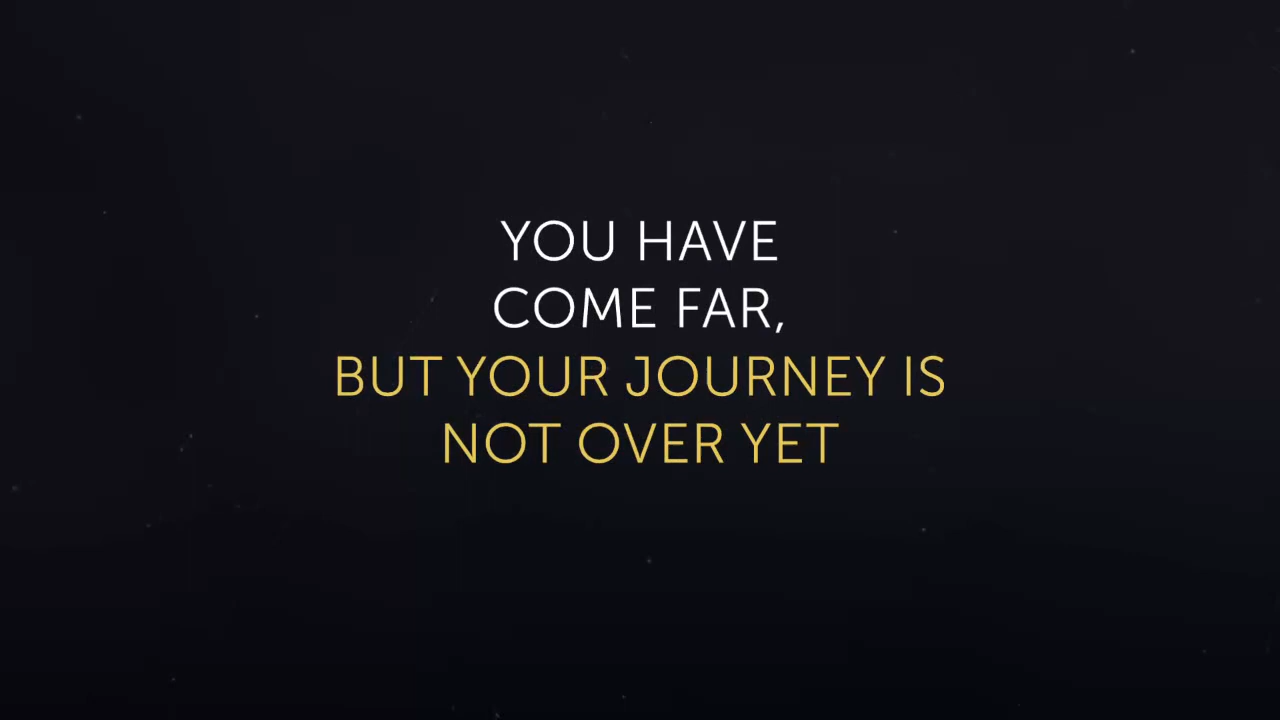 YOU HAVE
COME FAR,
BUT YOUR JOURNEY IS
NOT OVER YET